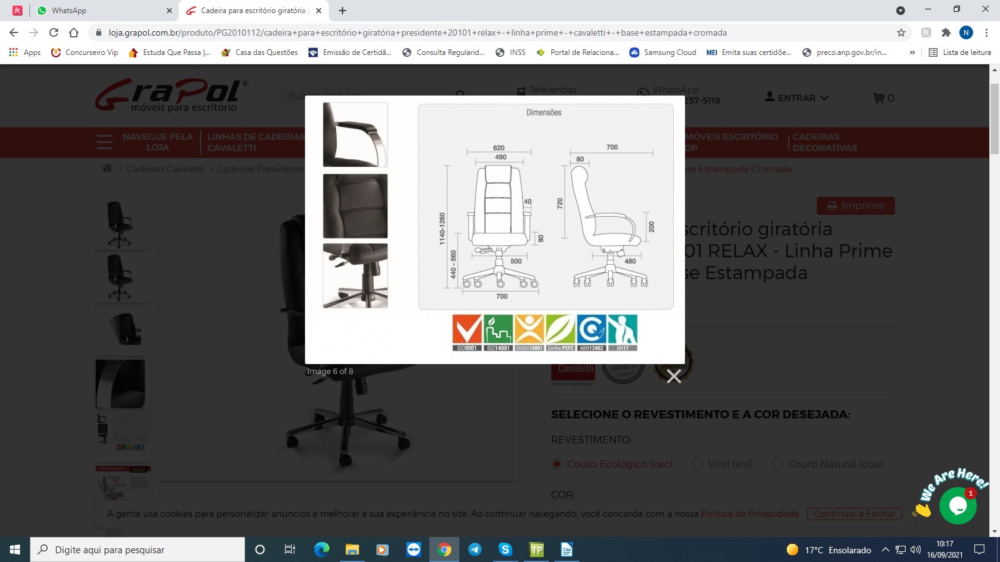 WhatsApp
Cadeira para escritório giratória p
loja.grapol.com.br/produto/PG2010112/cadeira+para+escritório+giratória+presidente+20101+relax+-+linha+prime+-+cavaletti+-+base+estampada+cromada
N
Apps
Concurseiro Vip
Estuda Que Passa |...
Casa das Questões
Emissão de Certidã...
Consulta Regularid...
INSS
Portal de Relaciona...
Samsung Cloud
MEI Emita suas certidõe...
preco.anp.gov.br/in...
»
Lista de leitura
GraPol®
móveis para escritório
Buscar produtos
Televendas
WhatsApp
257-5119
ENTRAR
0
NAVEGUE PELA
LOJA
LINHAS DE CADEIRAS
CAVALETTI
MÓVEIS ESCRITÓRIO
DP
CADEIRAS
DECORATIVAS
> Cadeiras Cavaletti > Cadeiras Presidente
se Estampada Cromada
Imprimir
scritório giratória
01 RELAX - Linha Prime
se Estampada
Dimensões
620
490
40
1140-1260
440 - 560
80
500
700
700
80
720
200
480
ISO9001
ISO14001
OHSAS18001
Cerflor/PEFC
NBR13962
NR17
Image 6 of 8
Cavaletti
GARANTIA
SELECIONE O REVESTIMENTO E A COR DESEJADA:
REVESTIMENTO:
Couro Ecológico (cec)
Vinil (vnl)
Couro Natural (cou)
COR:
We Are Here!
1
A gente usa cookies para personalizar anúncios e melhorar a sua experiência no site. Ao continuar navegando, você concorda com a nossa Política de Privacidade.
Continuar e Fechar
Digite aqui para pesquisar
TP
17°C Ensolarado
10:17
16/09/2021